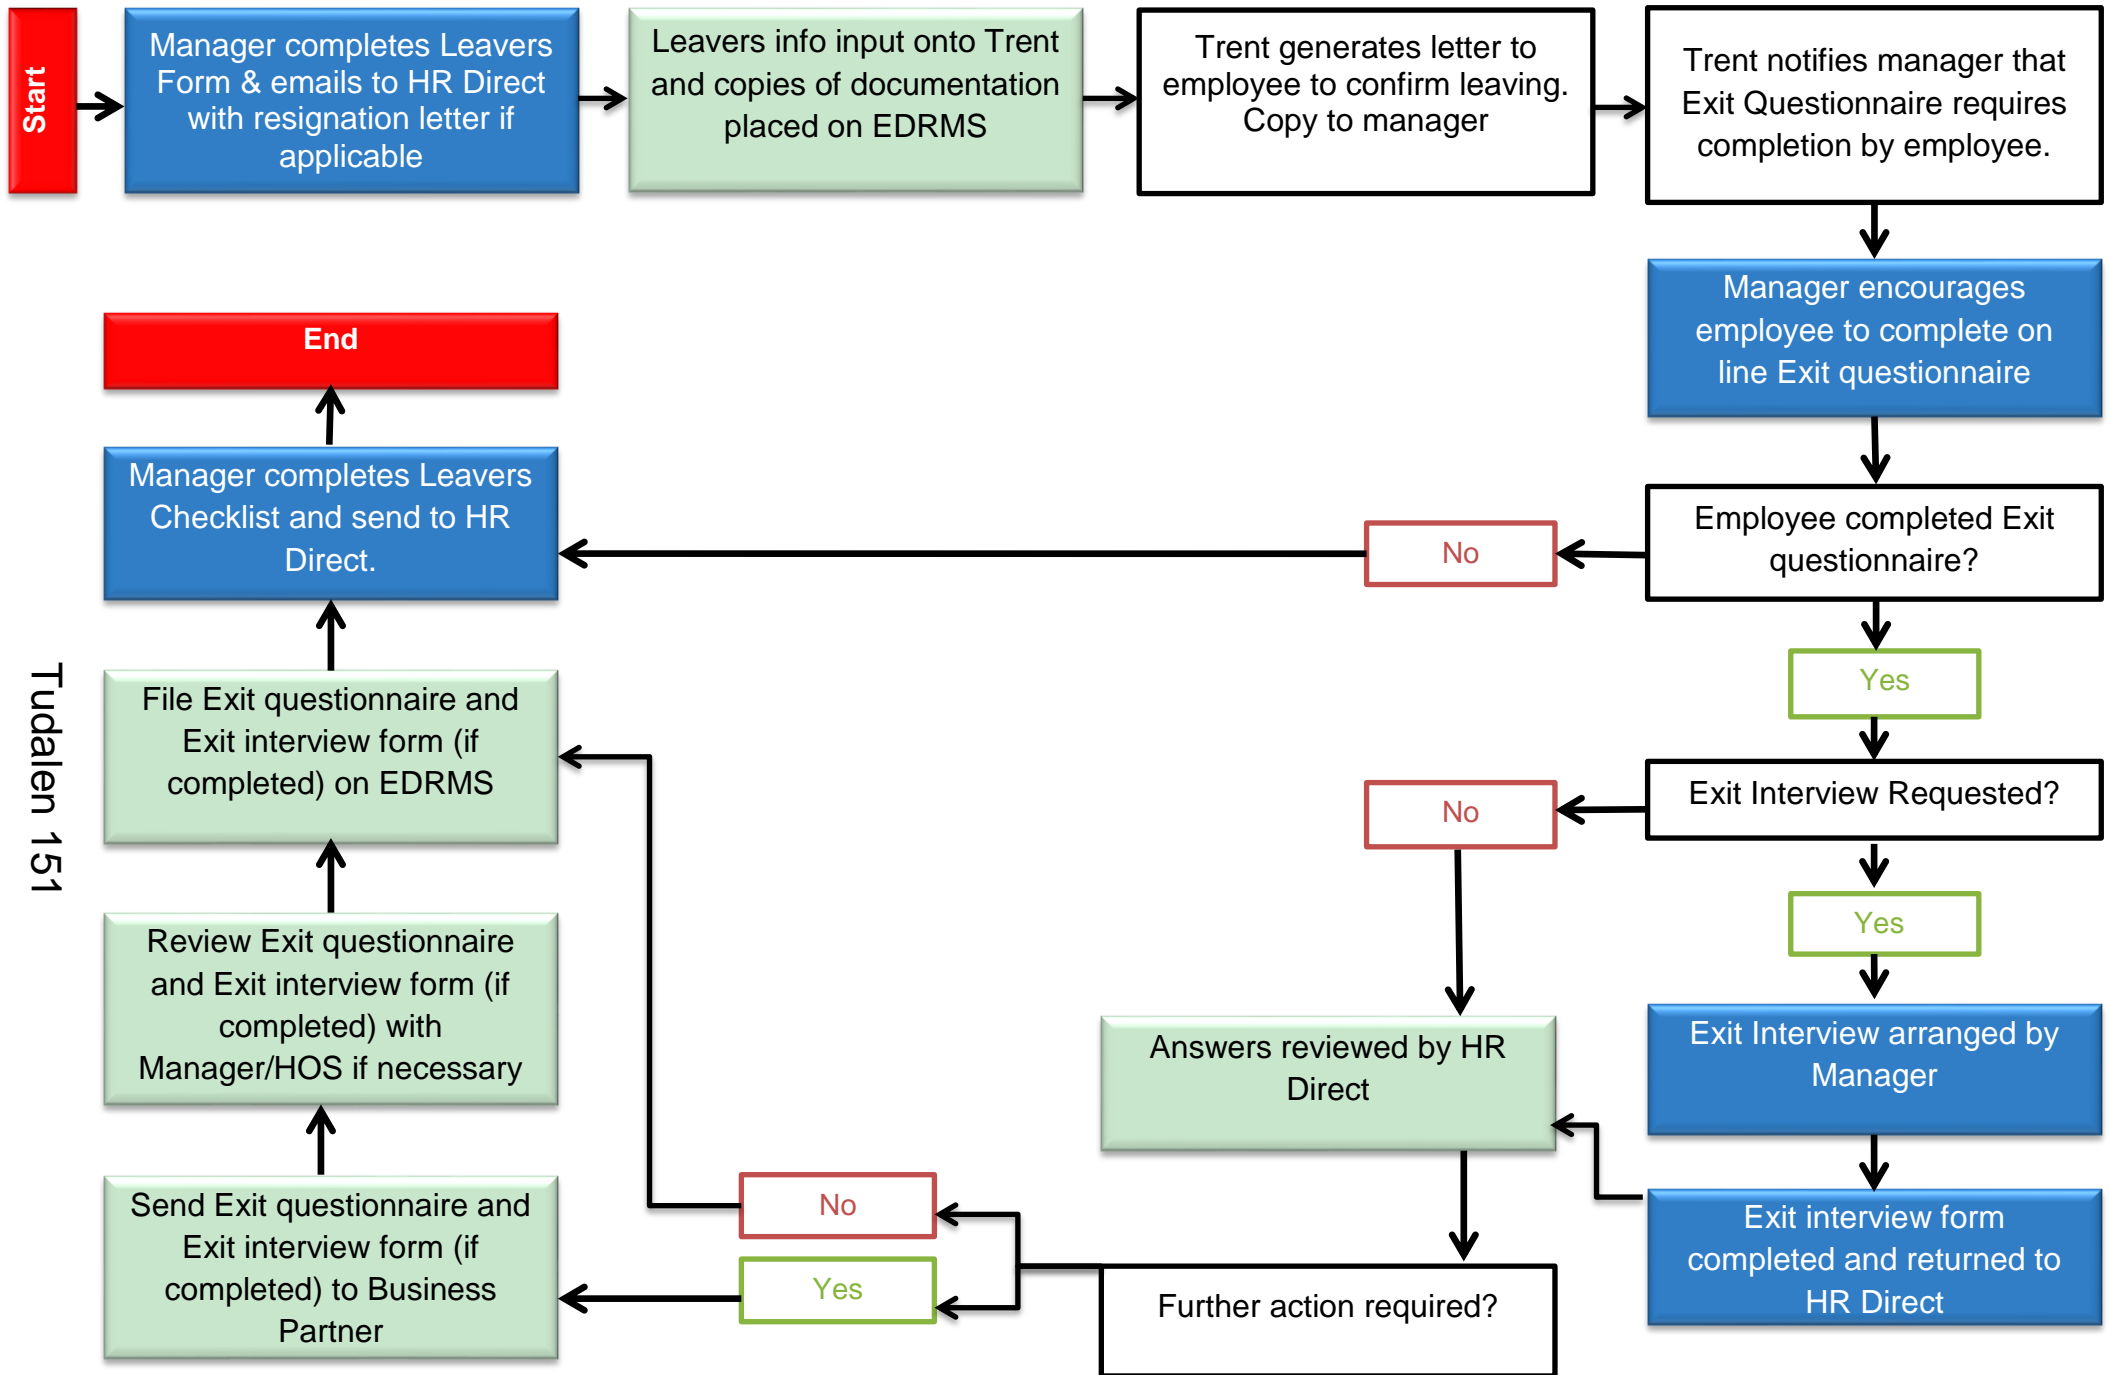 Start
Manager completes Leavers
Form & emails to HR Direct
with resignation letter if
applicable
Leavers info input onto Trent
and copies of documentation
placed on EDRMS
Trent generates letter to
employee to confirm leaving.
Copy to manager
Trent notifies manager that
Exit Questionnaire requires
completion by employee.
Manager encourages
employee to complete on
line Exit questionnaire
Employee completed Exit
questionnaire?
No
Yes
Exit Interview Requested?
No
Yes
Exit Interview arranged by
Manager
Exit interview form
completed and returned to
HR Direct
Answers reviewed by HR
Direct
Further action required?
No
Yes
Send Exit questionnaire and
Exit interview form (if
completed) to Business
Partner
Review Exit questionnaire
and Exit interview form (if
completed) with
Manager/HOS if necessary
File Exit questionnaire and
Exit interview form (if
completed) on EDRMS
Manager completes Leavers
Checklist and send to HR
Direct.
End
Tudalen 151